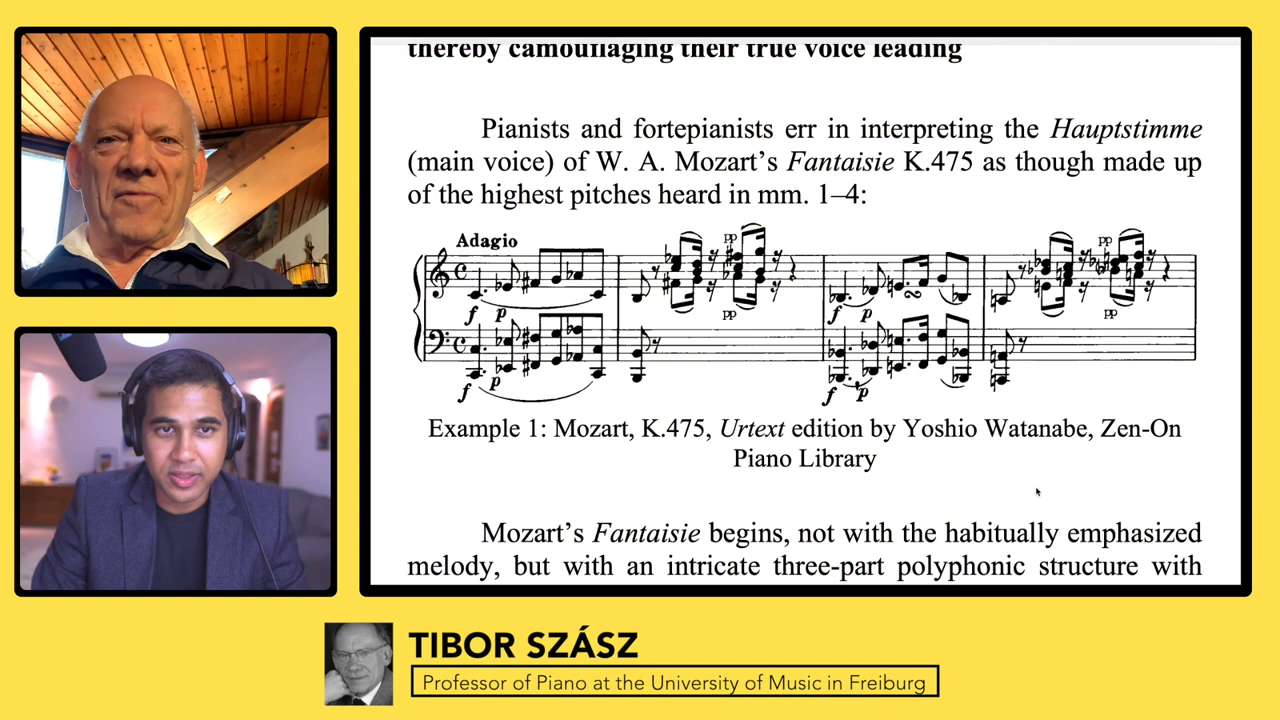 thereby camouflaging their true voice leading
Pianists and fortepianists err in interpreting the Hauptstimme
(main voice) of W. A. Mozart's Fantaisie K.475 as though made up
of the highest pitches heard in mm. 1–4:
Adagio
pp
pp
f p
pp
f p
pp
f p
f p
Example 1: Mozart, K.475, Urtext edition by Yoshio Watanabe, Zen-On
Piano Library
Mozart's Fantaisie begins, not with the habitually emphasized
melody, but with an intricate three-part polyphonic structure with
TIBOR SZÁSZ
Professor of Piano at the University of Music in Freiburg